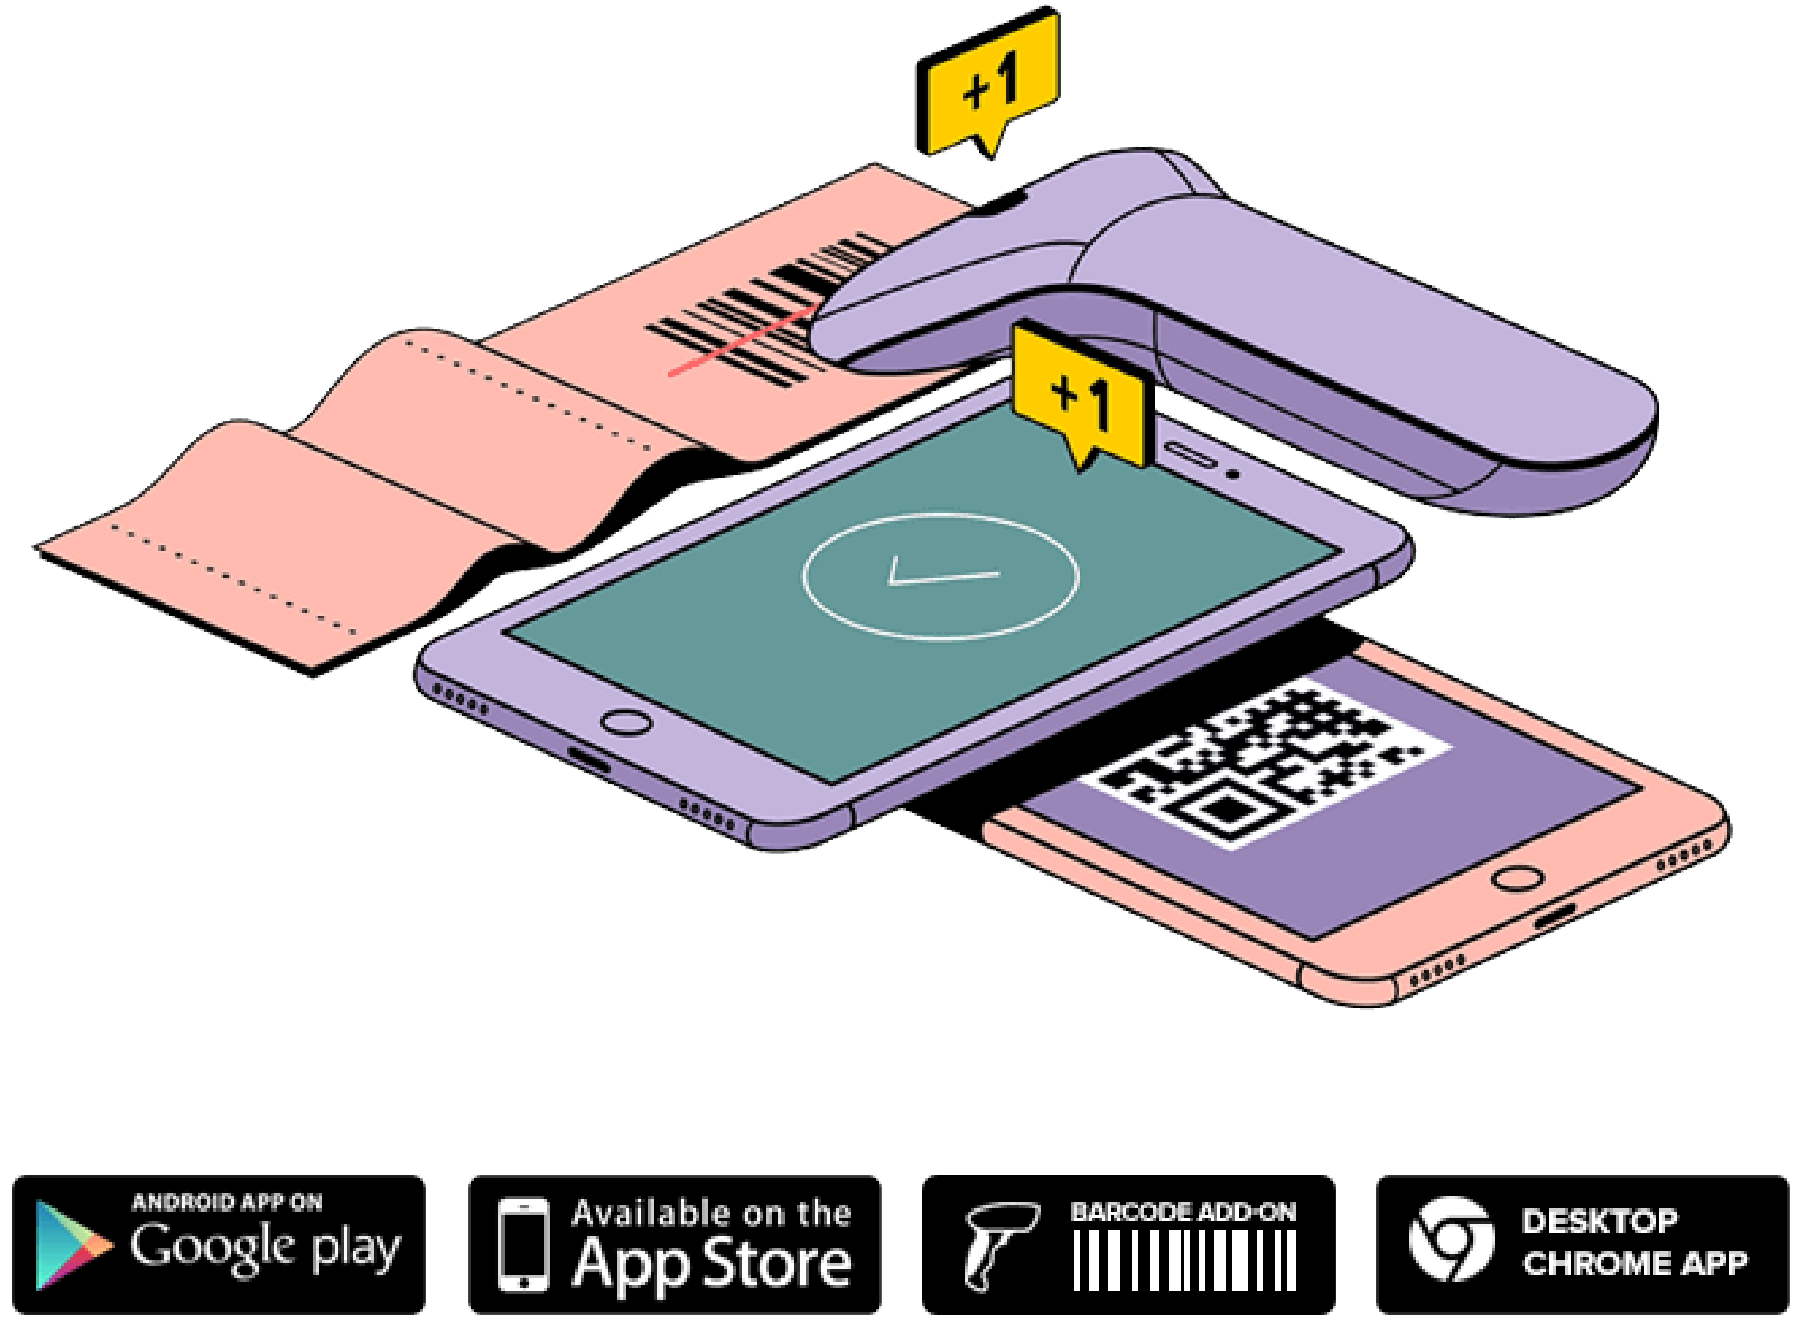 +1
+1
ANDROID APP ON
Google play
Available on the
App Store
BARCODE ADD-ON
DESKTOP
CHROME APP